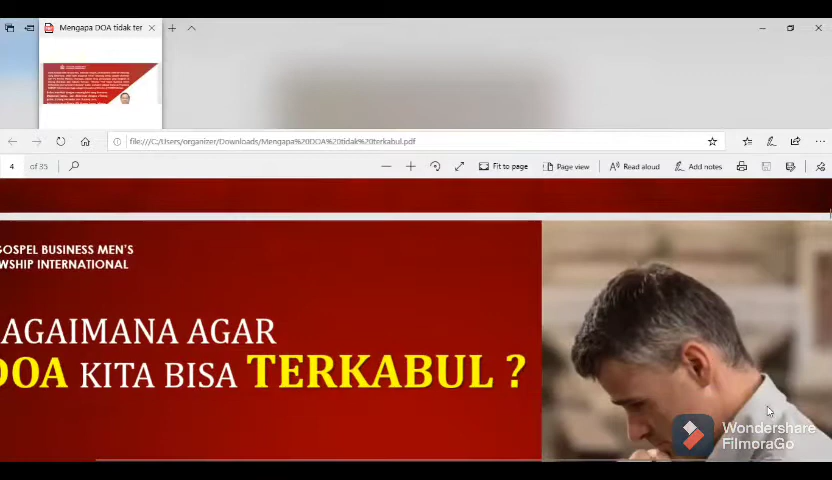 Mengapa DOA tidak ter
file:///C:/Users/organizer/Downloads/Mengapa%20DOA%20tidak%20terkabul.pdf
4 of 35
Fit to page
Page view
Read aloud
Add notes
GOSPEL BUSINESS MEN'S
WSHIP INTERNATIONAL
AGAIMANA AGAR
DOA KITA BISA TERKABUL ?
Wondershare
FilmoraGo